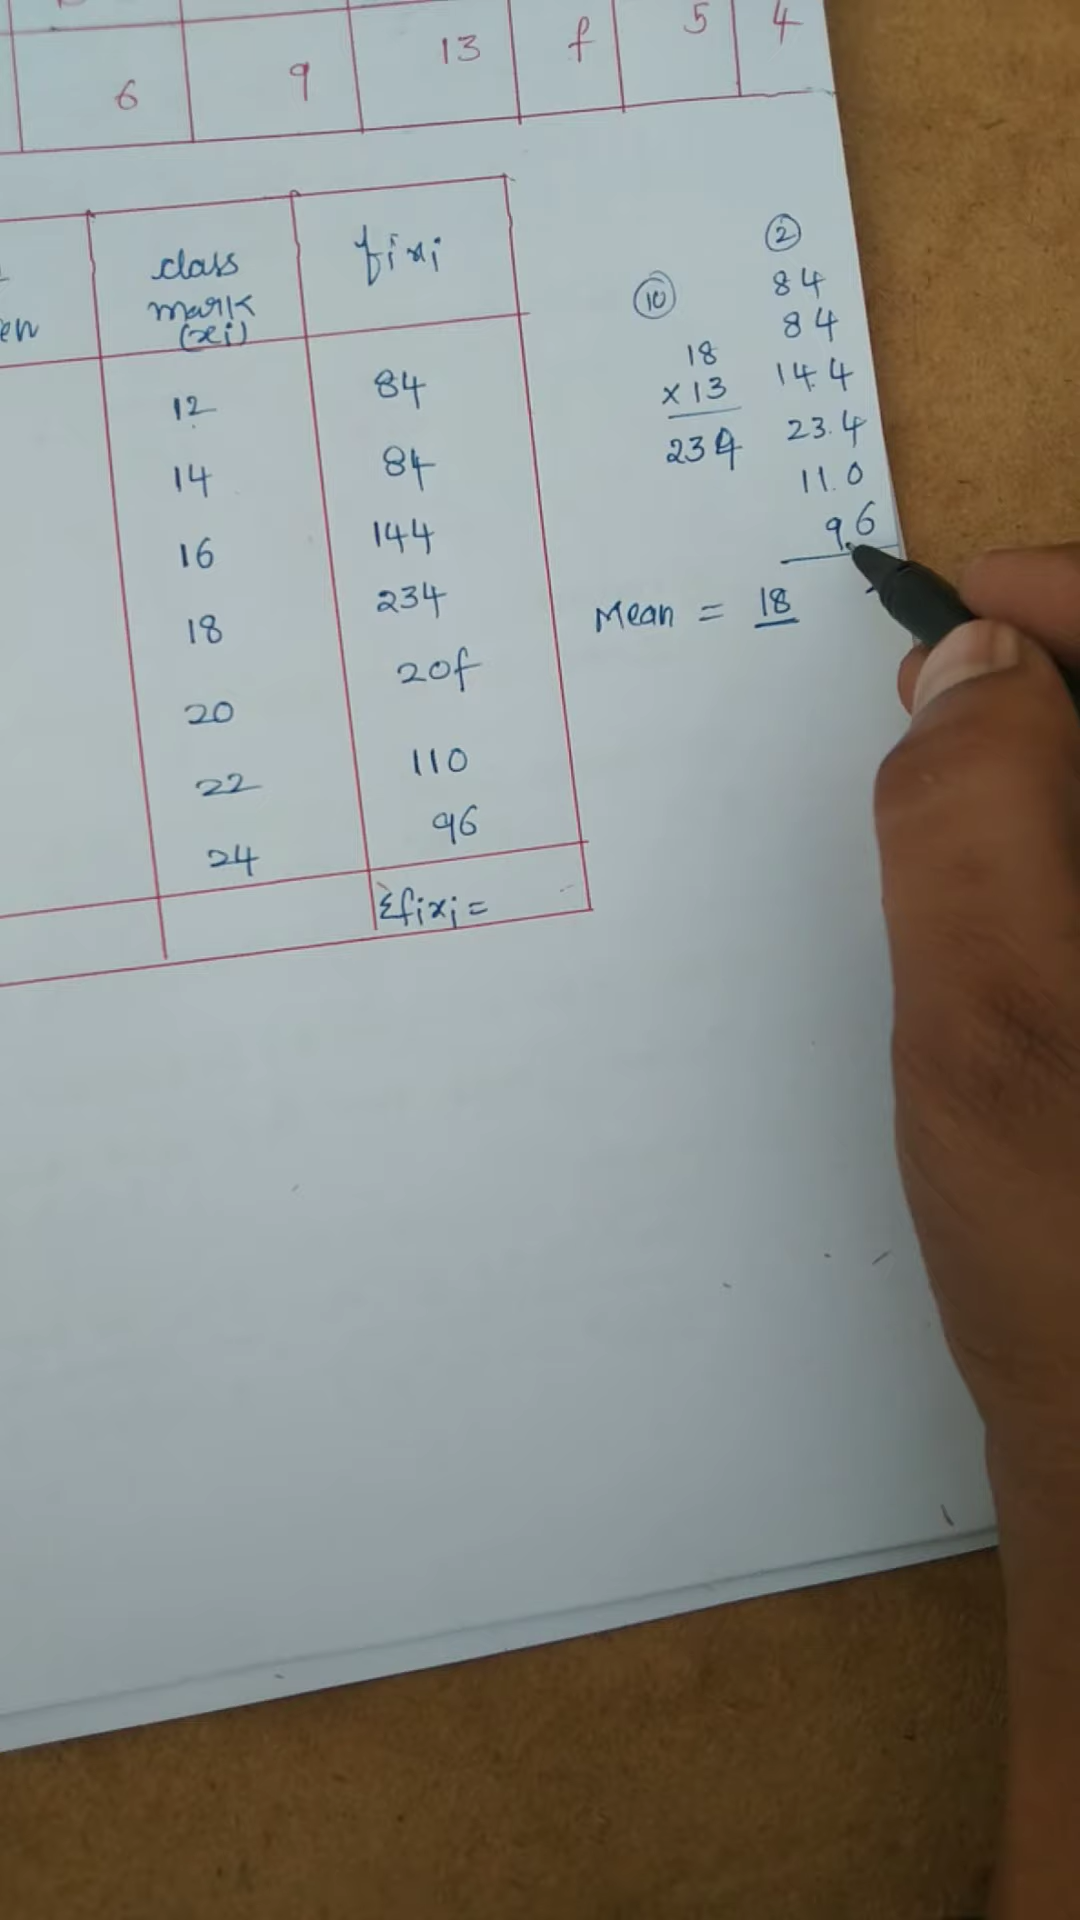 6 9 13 f 5 4
en
class
mark
(xi)
fixi
12 84
14 84
16 144
18 234
20 20f
22 110
24 96
Σfixi =
10
18
× 13
234
2
84
84
144
234
110
96
Mean = 18